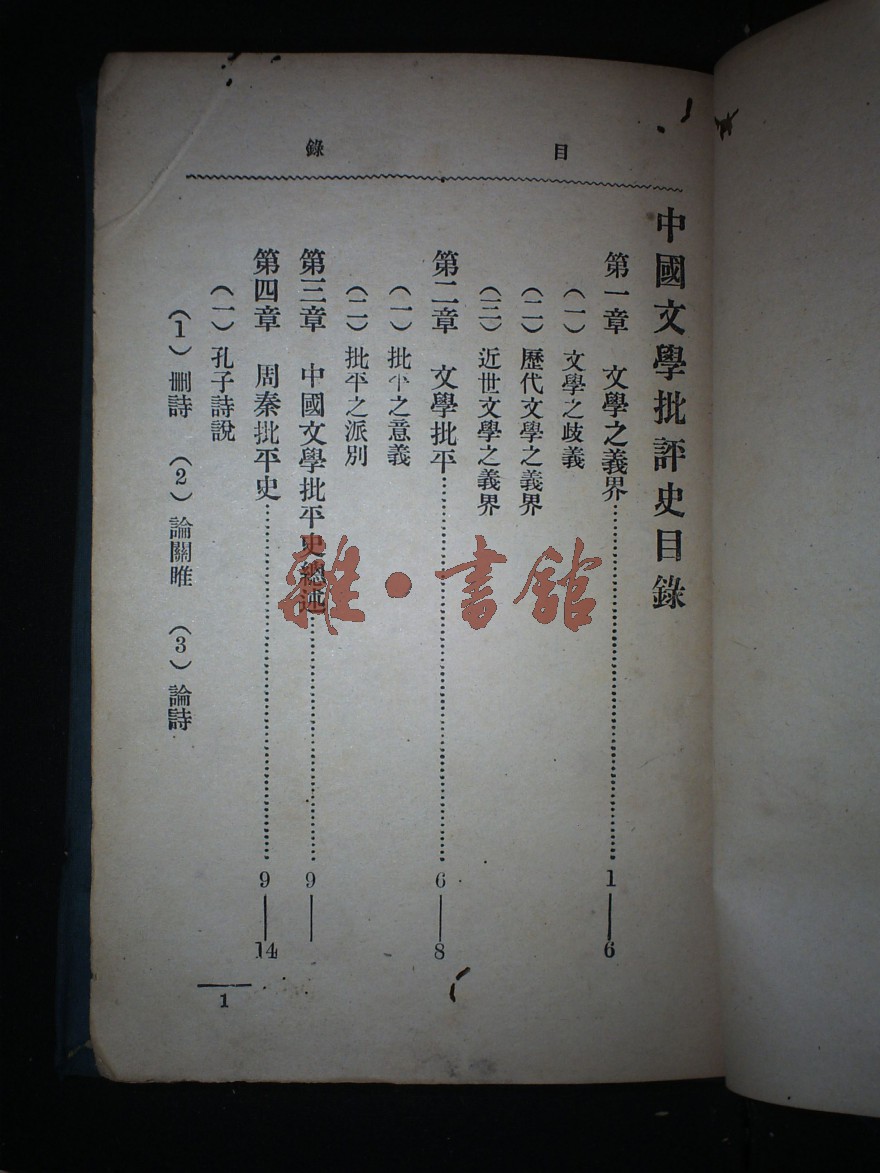 目錄
中國文學批評史目錄
第一章 文學之義界……1——6
(一)文學之歧義
(二)歷代文學之義界
(三)近世文學之義界
第二章 文學批平……6——8
(一)批平之意義
(二)批平之派別
第三章 中國文學批平史總述……9——
第四章 周秦批平史……9——14
(一)孔子詩說
(1)刪詩 (2)論關唯 (3)論詩
1
雜·書館